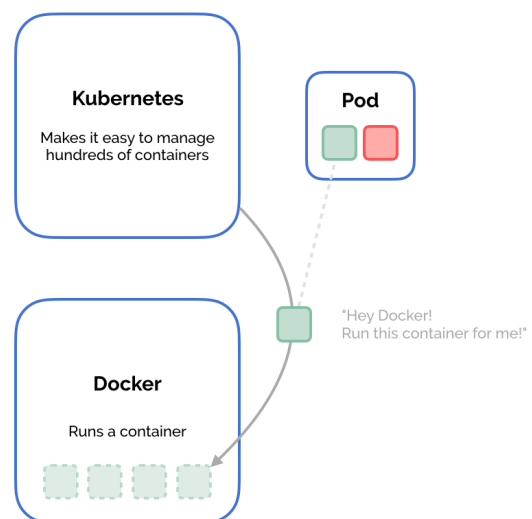 Kubernetes
Makes it easy to manage
hundreds of containers
Pod
"Hey Docker!
Run this container for me!"
Docker
Runs a container